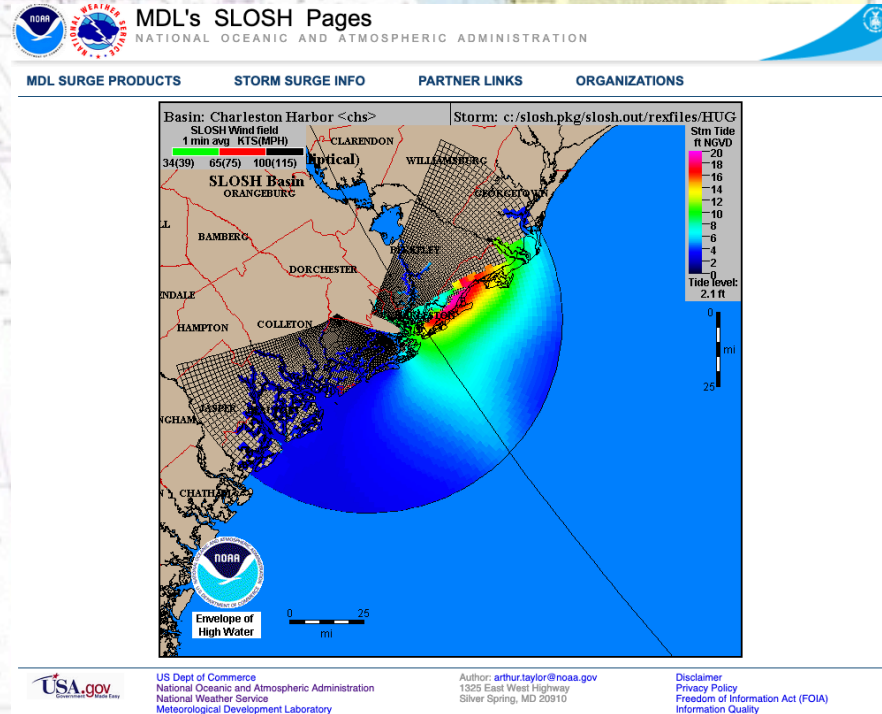 MDL's SLOSH Pages
NATIONAL OCEANIC AND ATMOSPHERIC ADMINISTRATION
MDL SURGE PRODUCTS STORM SURGE INFO PARTNER LINKS ORGANIZATIONS
Basin: Charleston Harbor <chs> Storm: c:/slosh.pkg/slosh.out/rexfiles/HUG
SLOSH Wind field
1 min avg KTS(MPH)
34(39) 65(75) 100(115)
iptical)
SLOSH Basin
Stm Tide
ft NGVD
20
18
16
14
12
10
8
6
4
2
0
Tide level:
2.1 ft
CLARENDON
WILLIAMSBURG
ORANGEBURG
GEORGETOWN
BAMBERG
BERKELEY
DORCHESTER
ENDALE
HAMPTON
COLLETON
JASPER
NGHAM
CHATHAM
0
mi
25
NOAA
Envelope of
High Water
0 25
mi
USA.gov
Government Made Easy
US Dept of Commerce
National Oceanic and Atmospheric Administration
National Weather Service
Meteorological Development Laboratory
Author: arthur.taylor@noaa.gov
1325 East West Highway
Silver Spring, MD 20910
Disclaimer
Privacy Policy
Freedom of Information Act (FOIA)
Information Quality